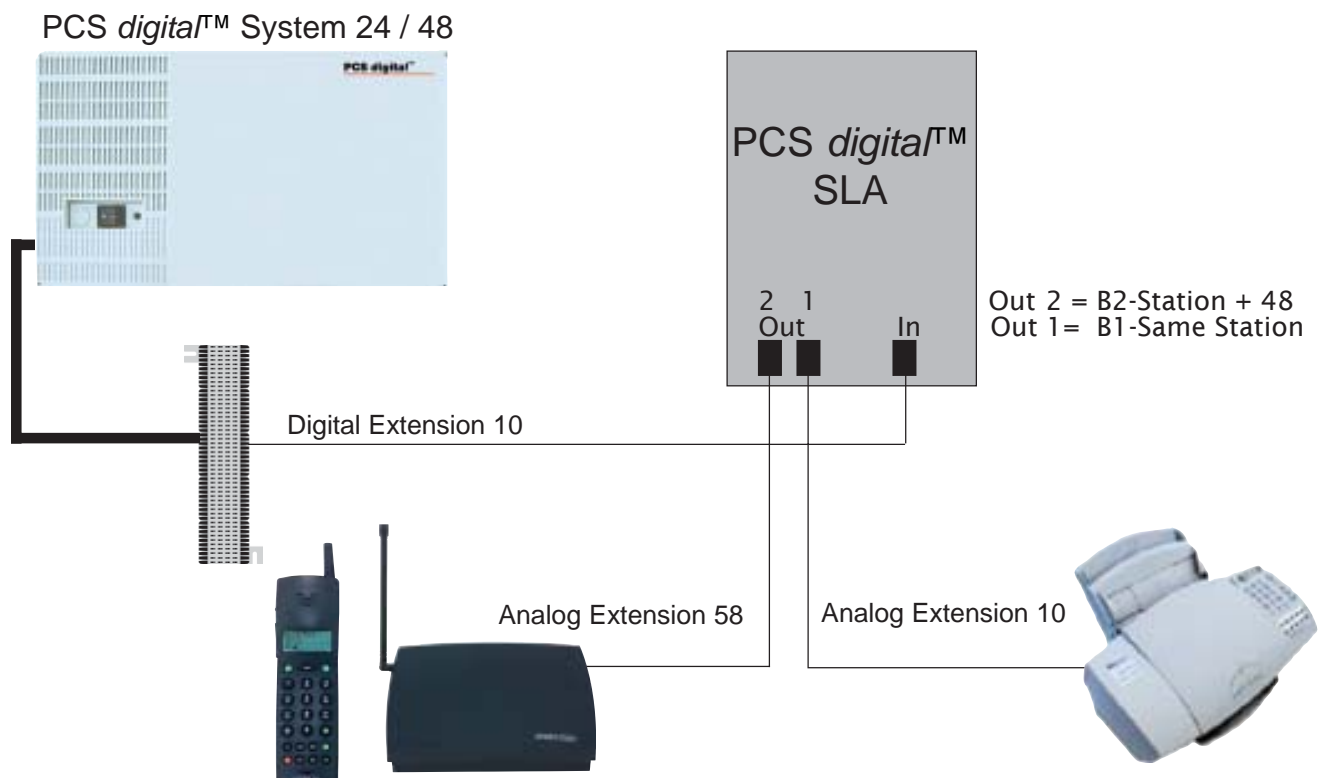 PCS digital™ System 24 / 48
PCS digital™
PCS digital™
SLA
2 1
Out In
Out 2 = B2-Station + 48
Out 1= B1-Same Station
Digital Extension 10
Analog Extension 58
Analog Extension 10